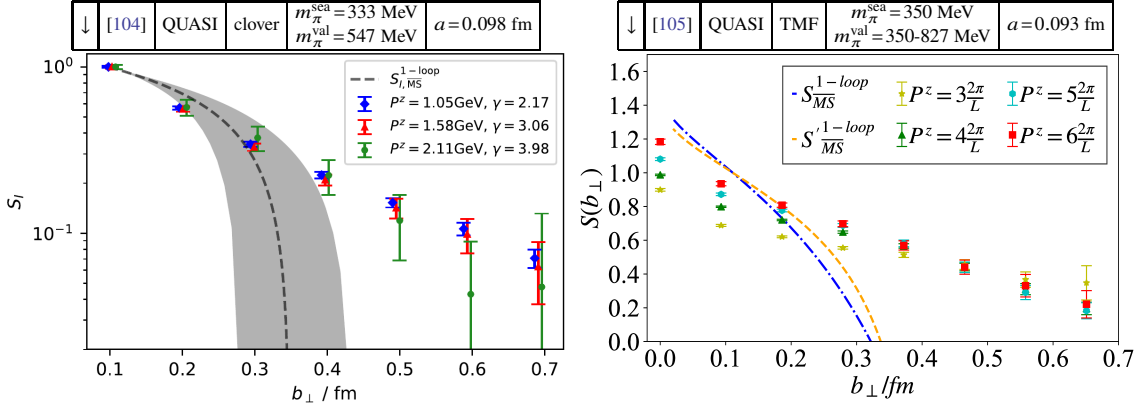 ↓ [104] QUASI clover m_π^sea=333 MeV a=0.098 fm
m_π^val=547 MeV
10^0
10^-1
S_I
S_{I,\overline{MS}}^{1-loop}
P^z = 1.05GeV, γ = 2.17
P^z = 1.58GeV, γ = 3.06
P^z = 2.11GeV, γ = 3.98
0.1 0.2 0.3 0.4 0.5 0.6 0.7
b_⊥ / fm
↓ [105] QUASI TMF m_π^sea=350 MeV a=0.093 fm
m_π^val=350-827 MeV
1.6
1.4
1.2
1.0
0.8
0.6
0.4
0.2
0.0
S(b_⊥)
S_{\overline{MS}}^{1-loop} P^z = 3 2π/L P^z = 5 2π/L
S'_{\overline{MS}}^{1-loop} P^z = 4 2π/L P^z = 6 2π/L
0.0 0.1 0.2 0.3 0.4 0.5 0.6 0.7
b_⊥/fm